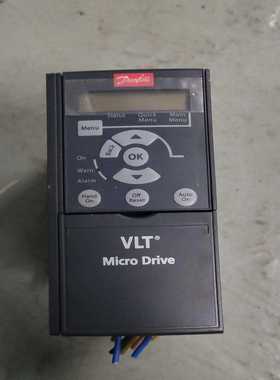 Danfoss
Status Quick Menu Main Menu
Menu
Back
OK
On
Warn
Alarm
Hand On
Off Reset
Auto On
VLT®
Micro Drive